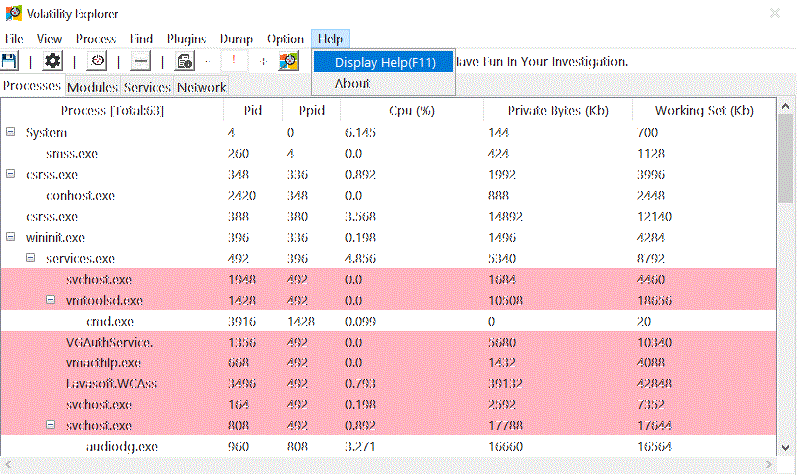 Volatility Explorer
File View Process Find Plugins Dump Option Help
Display Help(F11)
About
ave Fun In Your Investigation.
Processes Modules Services Network
Process [Total:63] Pid Ppid Cpu (%) Private Bytes (Kb) Working Set (Kb)
System 4 0 6.145 144 700
smss.exe 260 4 0.0 424 1128
csrss.exe 348 336 0.892 1992 3996
conhost.exe 2420 348 0.0 888 2448
csrss.exe 388 380 3.568 14892 12140
wininit.exe 396 336 0.198 1496 4284
services.exe 492 396 4.856 5340 8792
svchost.exe 1948 492 0.0 1684 4460
vmtoolsd.exe 1428 492 0.0 10508 18656
cmd.exe 3916 1428 0.099 0 20
VGAuthService. 1356 492 0.0 5680 10340
vmacthlp.exe 668 492 0.0 1432 4088
Lavasoft.WCAss 3496 492 0.793 39132 42848
svchost.exe 164 492 0.198 2592 7352
svchost.exe 808 492 0.892 17788 17644
audiodg.exe 960 808 3.271 16660 16564